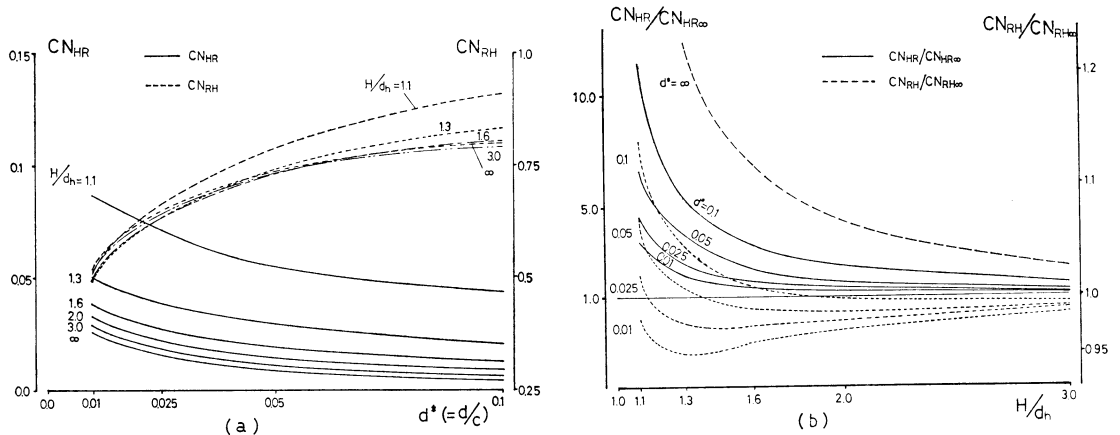 CN_HR
CN_RH
0.15
1.0
CN_HR
CN_RH
H/d_h=1.1
1.3
1.6
3.0
∞
0.1
0.75
H/d_h=1.1
0.05
0.5
1.3
1.6
2.0
3.0
∞
0.0
0.25
0.0
0.01
0.025
0.05
0.1
d* (=d/c)
(a)
CN_HR/CN_HR∞
CN_RH/CN_RH∞
CN_HR/CN_HR∞
CN_RH/CN_RH∞
d*=∞
1.2
10.0
0.1
1.1
5.0
d*=0.1
0.05
0.05
0.025
0.01
0.025
1.0
1.0
0.01
0.95
1.0
1.1
1.3
1.6
2.0
3.0
H/d_h
(b)